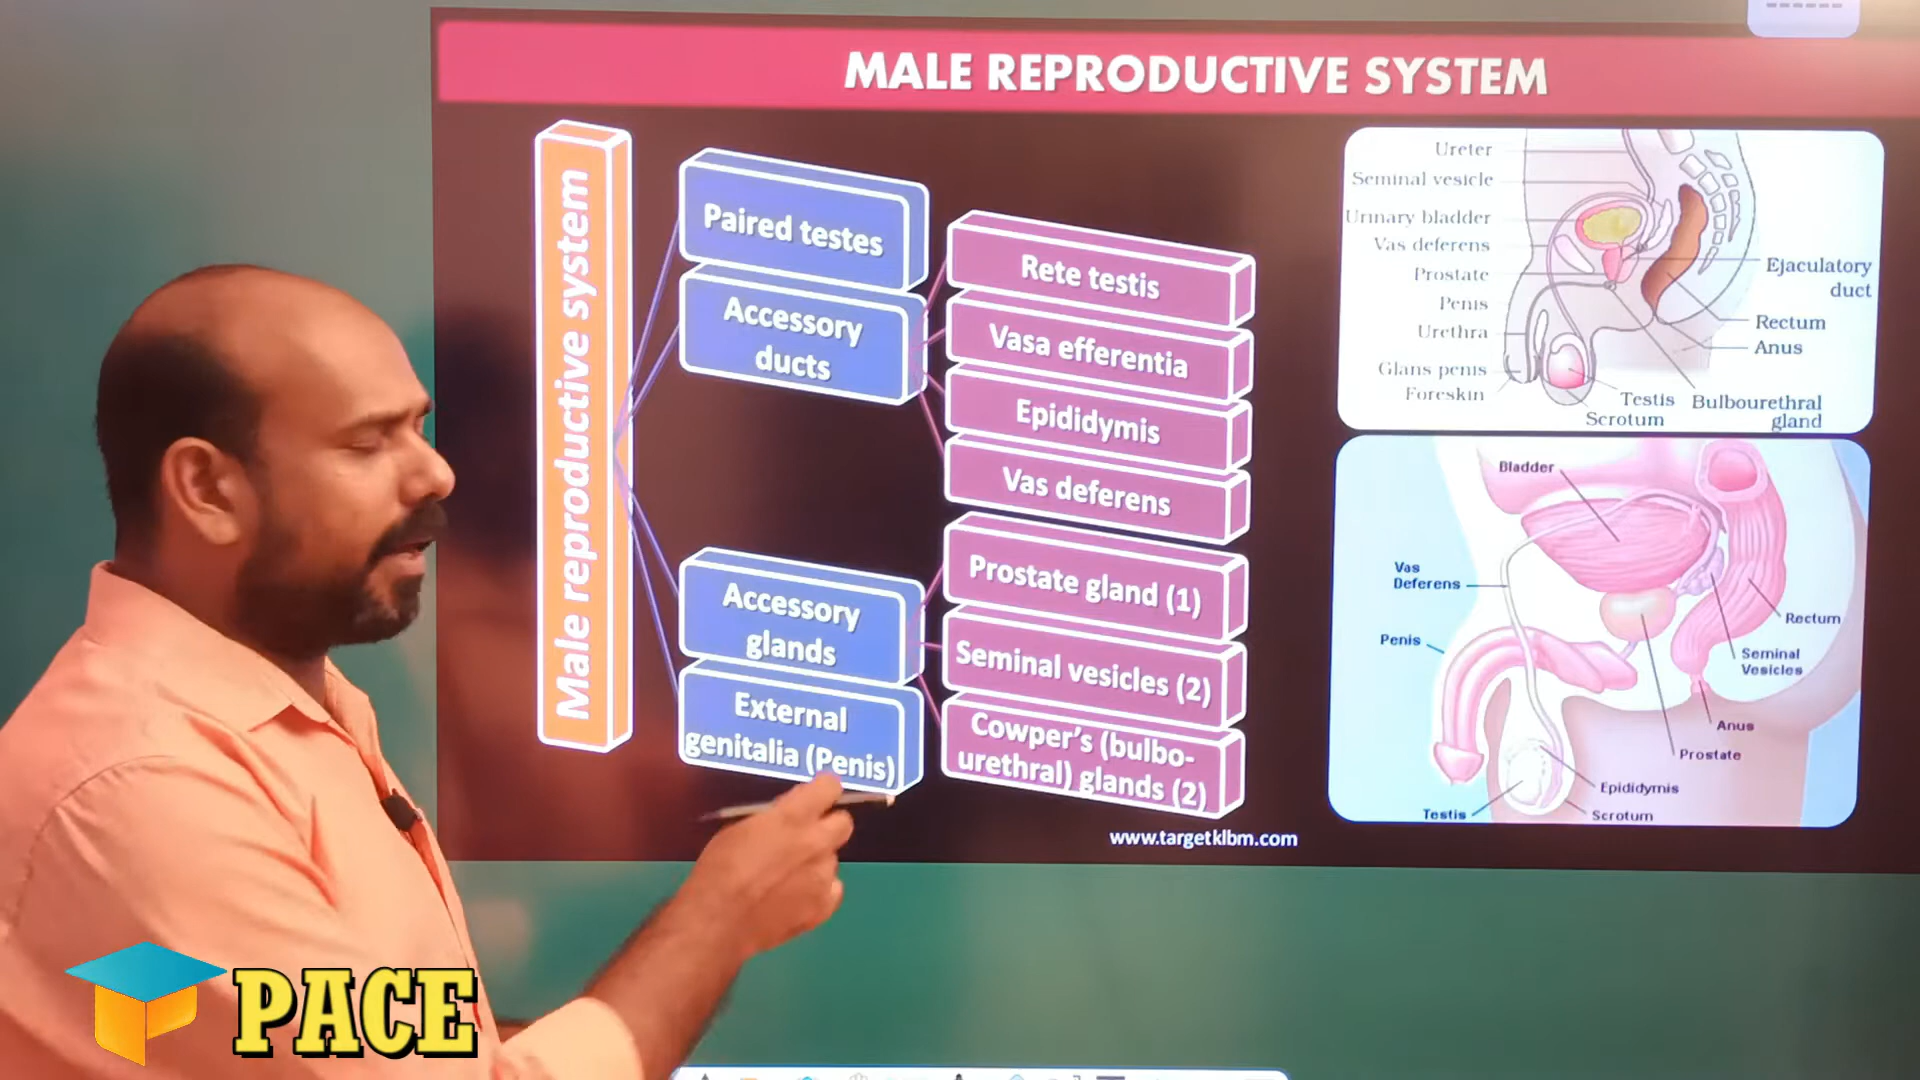 MALE REPRODUCTIVE SYSTEM
Male reproductive system
Paired testes
Accessory
ducts
Accessory
glands
External
genitalia (Penis)
Rete testis
Vasa efferentia
Epididymis
Vas deferens
Prostate gland (1)
Seminal vesicles (2)
Cowper's (bulbo-
urethral) glands (2)
www.targetklbm.com
Ureter
Seminal vesicle
Urinary bladder
Vas deferens
Prostate
Penis
Urethra
Glans penis
Foreskin
Testis
Scrotum
Ejaculatory
duct
Rectum
Anus
Bulbourethral
gland
Bladder
Vas
Deferens
Penis
Rectum
Seminal
Vesicles
Anus
Prostate
Epididymis
Scrotum
Testis
PACE